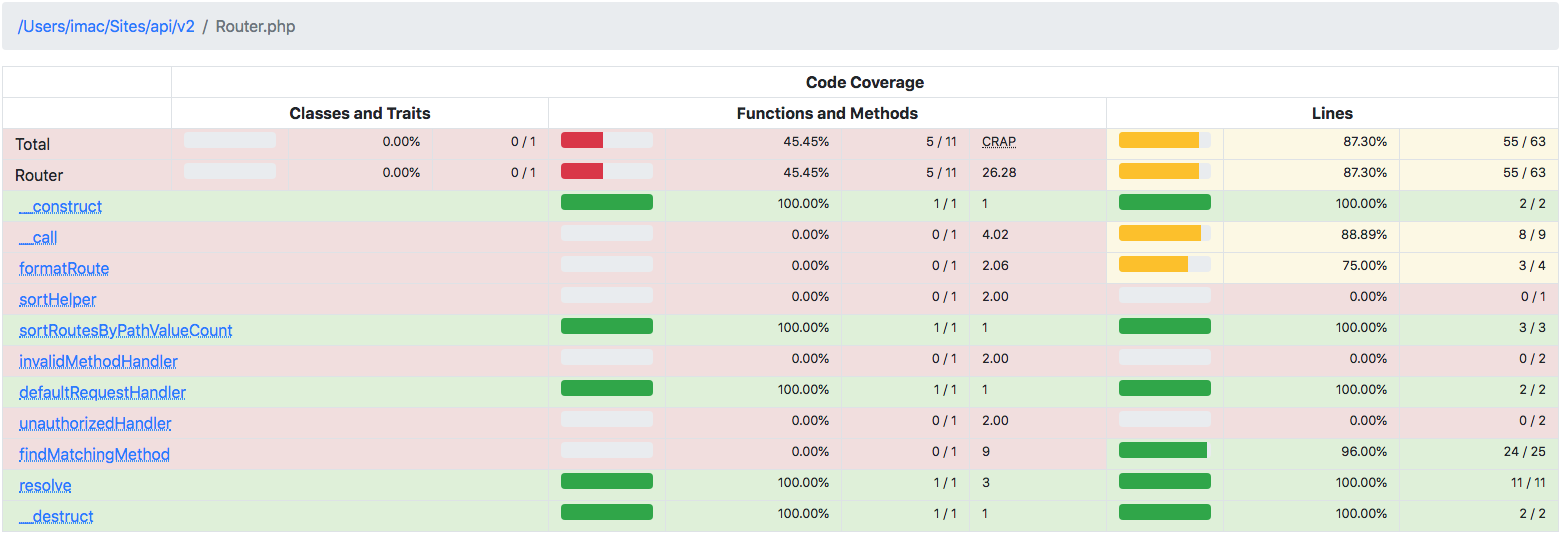 /Users/imac/Sites/api/v2 / Router.php
Code Coverage
Classes and Traits Functions and Methods Lines
Total 0.00% 0 / 1 45.45% 5 / 11 CRAP 87.30% 55 / 63
Router 0.00% 0 / 1 45.45% 5 / 11 26.28 87.30% 55 / 63
__construct 100.00% 1 / 1 1 100.00% 2 / 2
__call 0.00% 0 / 1 4.02 88.89% 8 / 9
formatRoute 0.00% 0 / 1 2.06 75.00% 3 / 4
sortHelper 0.00% 0 / 1 2.00 0.00% 0 / 1
sortRoutesByPathValueCount 100.00% 1 / 1 1 100.00% 3 / 3
invalidMethodHandler 0.00% 0 / 1 2.00 0.00% 0 / 2
defaultRequestHandler 100.00% 1 / 1 1 100.00% 2 / 2
unauthorizedHandler 0.00% 0 / 1 2.00 0.00% 0 / 2
findMatchingMethod 0.00% 0 / 1 9 96.00% 24 / 25
resolve 100.00% 1 / 1 3 100.00% 11 / 11
__destruct 100.00% 1 / 1 1 100.00% 2 / 2